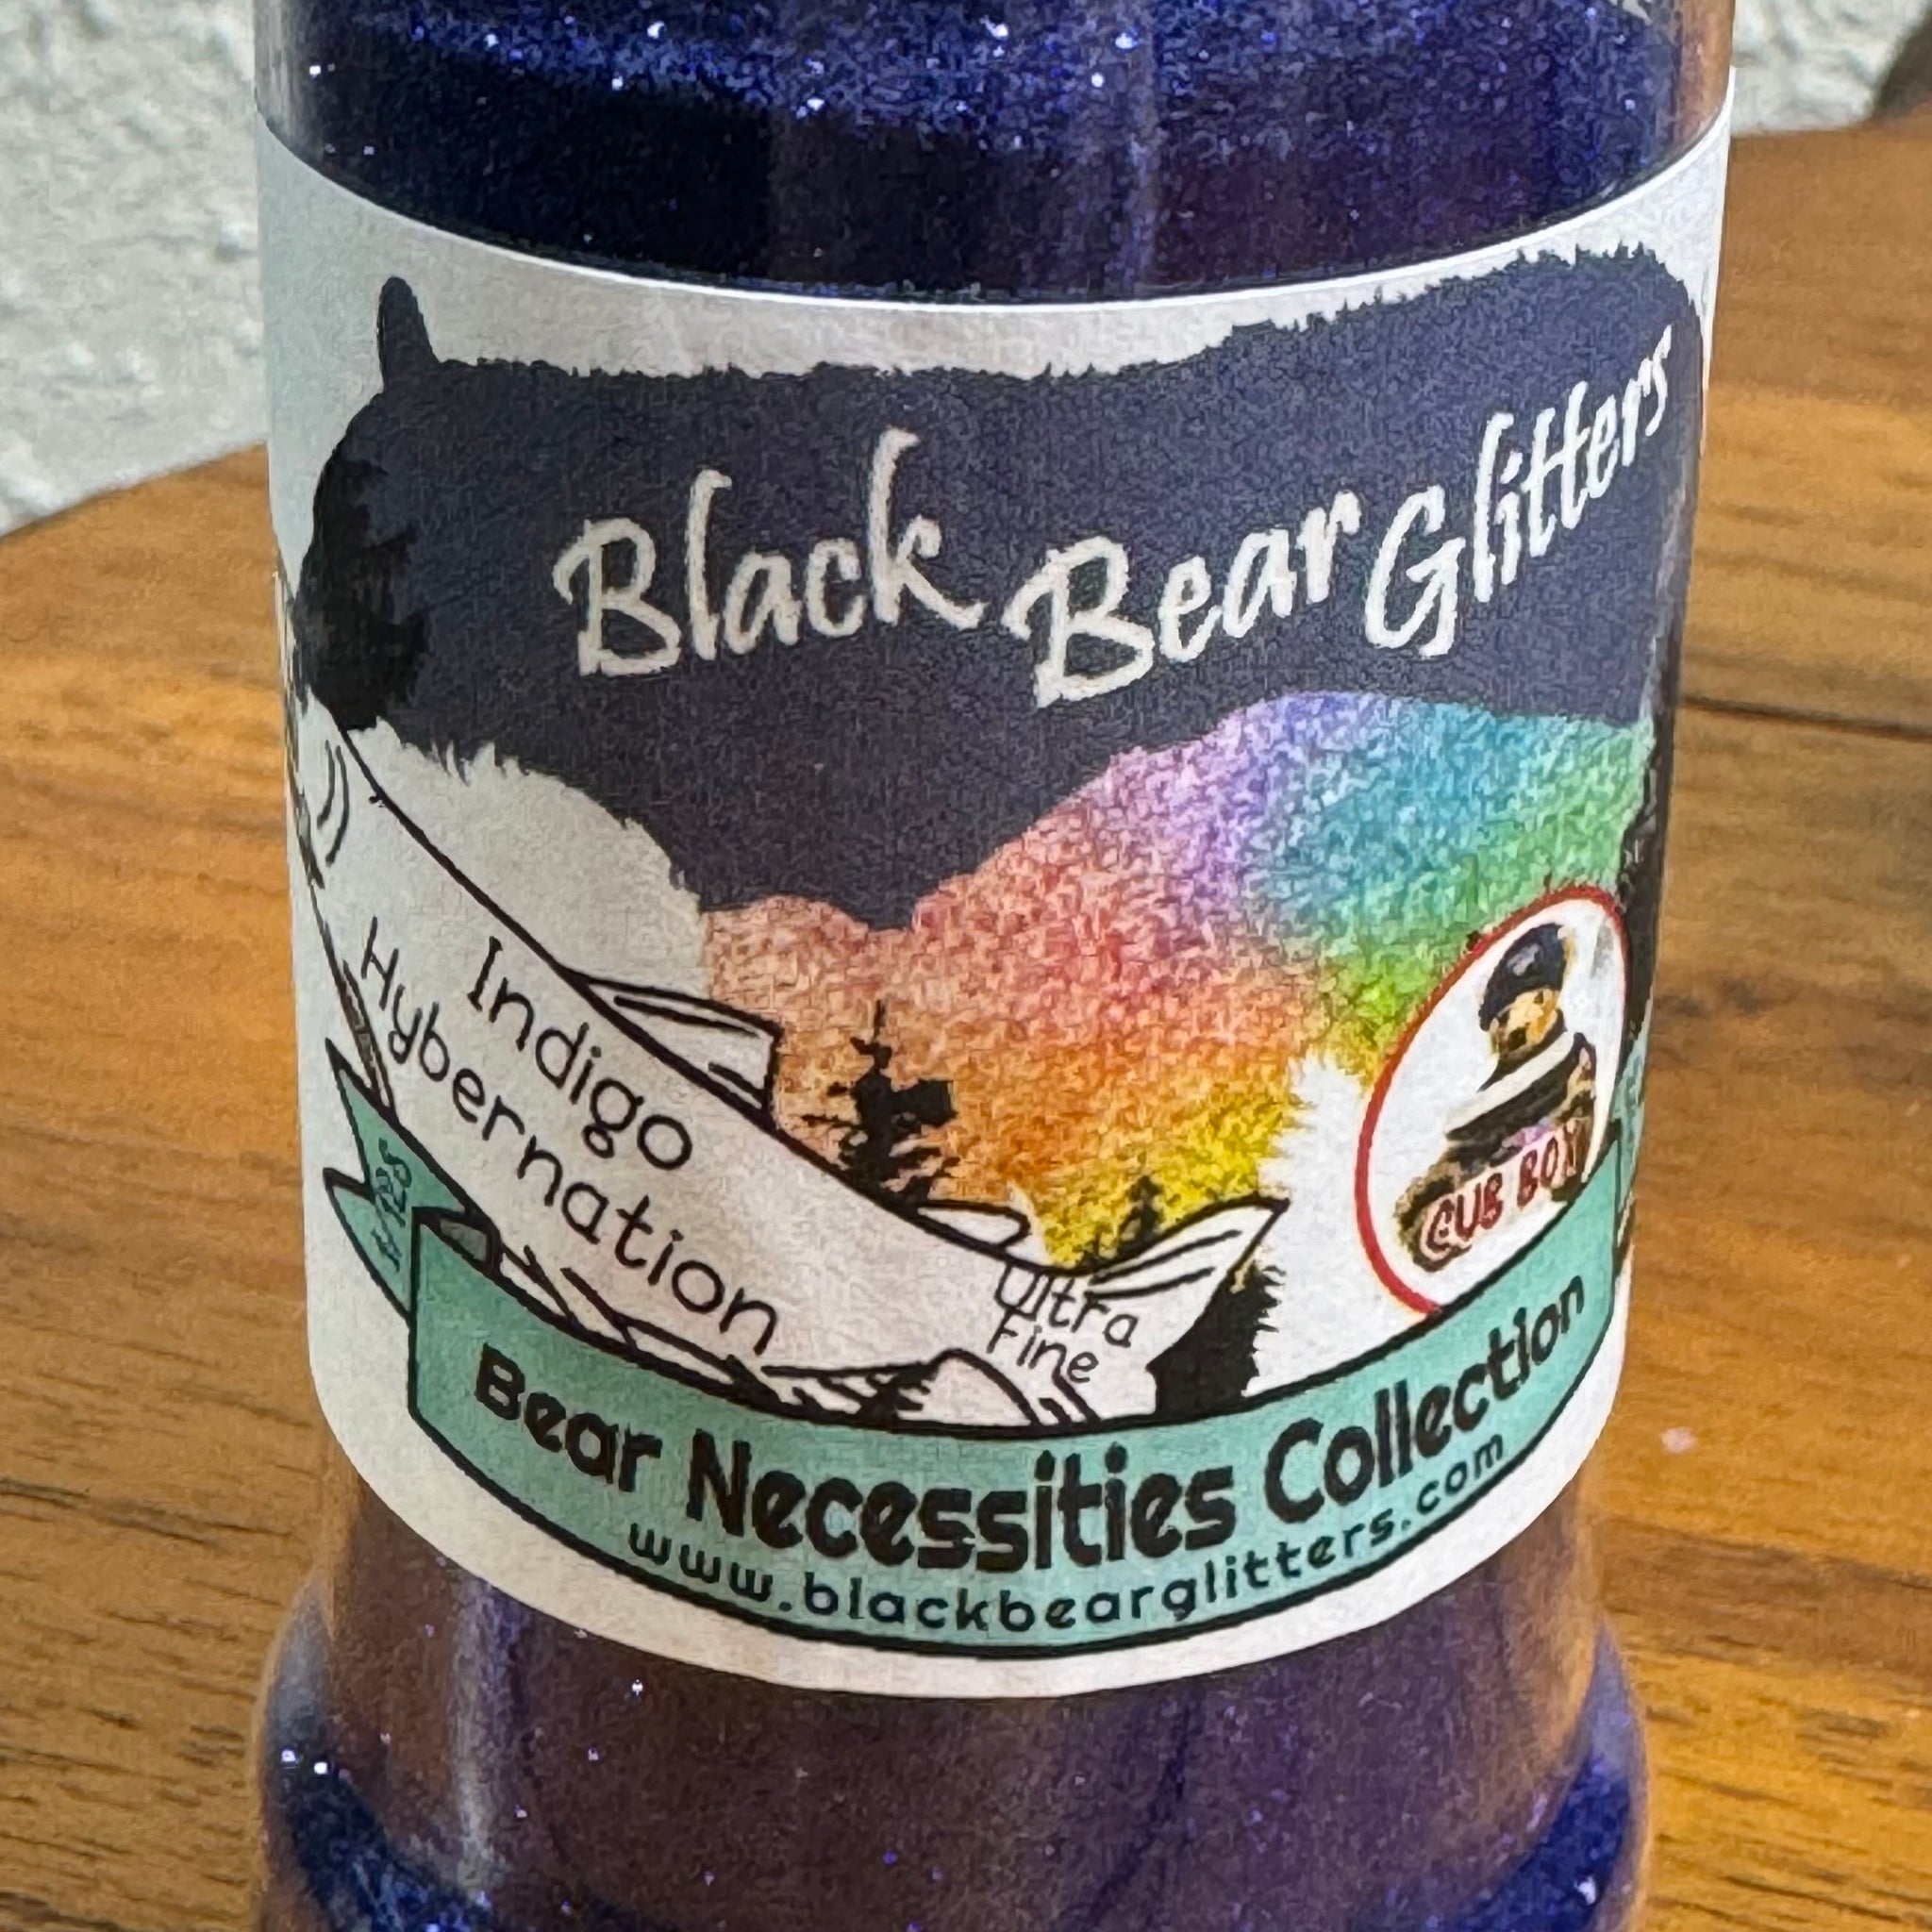 Black Bear Glitters
Indigo
Hybernation
Ultra
Fine
CUB BOX
Bear Necessities Collection
www.blackbearglitters.com